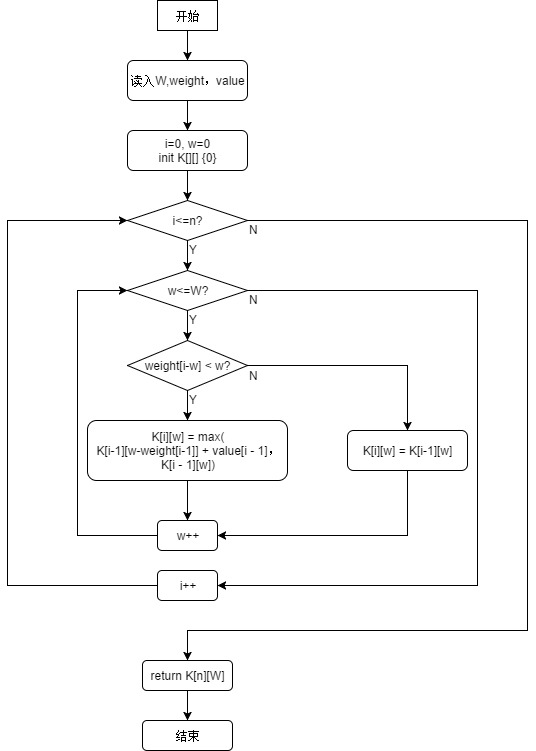 开始
读入W,weight，value
i=0, w=0
init K[][] {0}
i<=n?
N
Y
w<=W?
N
Y
weight[i-w] < w?
N
Y
K[i][w] = max(
K[i-1][w-weight[i-1]] + value[i - 1]，
K[i - 1][w])
K[i][w] = K[i-1][w]
w++
i++
return K[n][W]
结束